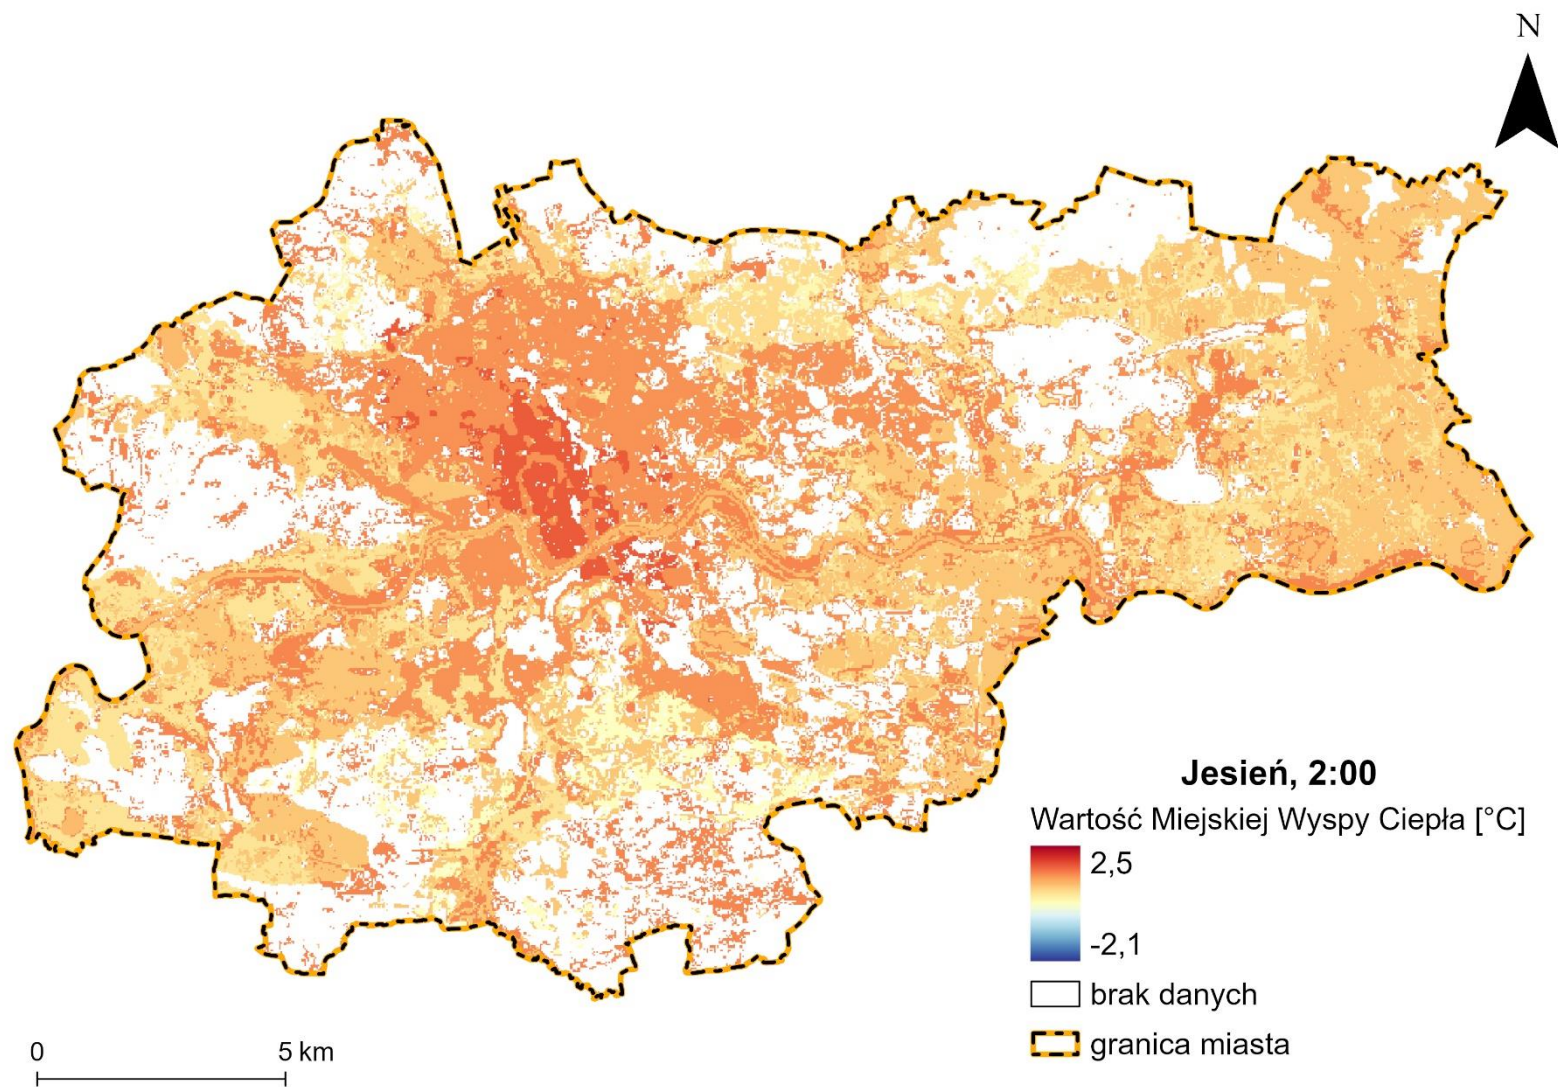 N
Jesień, 2:00
Wartość Miejskiej Wyspy Ciepła [°C]
2,5
-2,1
brak danych
granica miasta
0 5 km